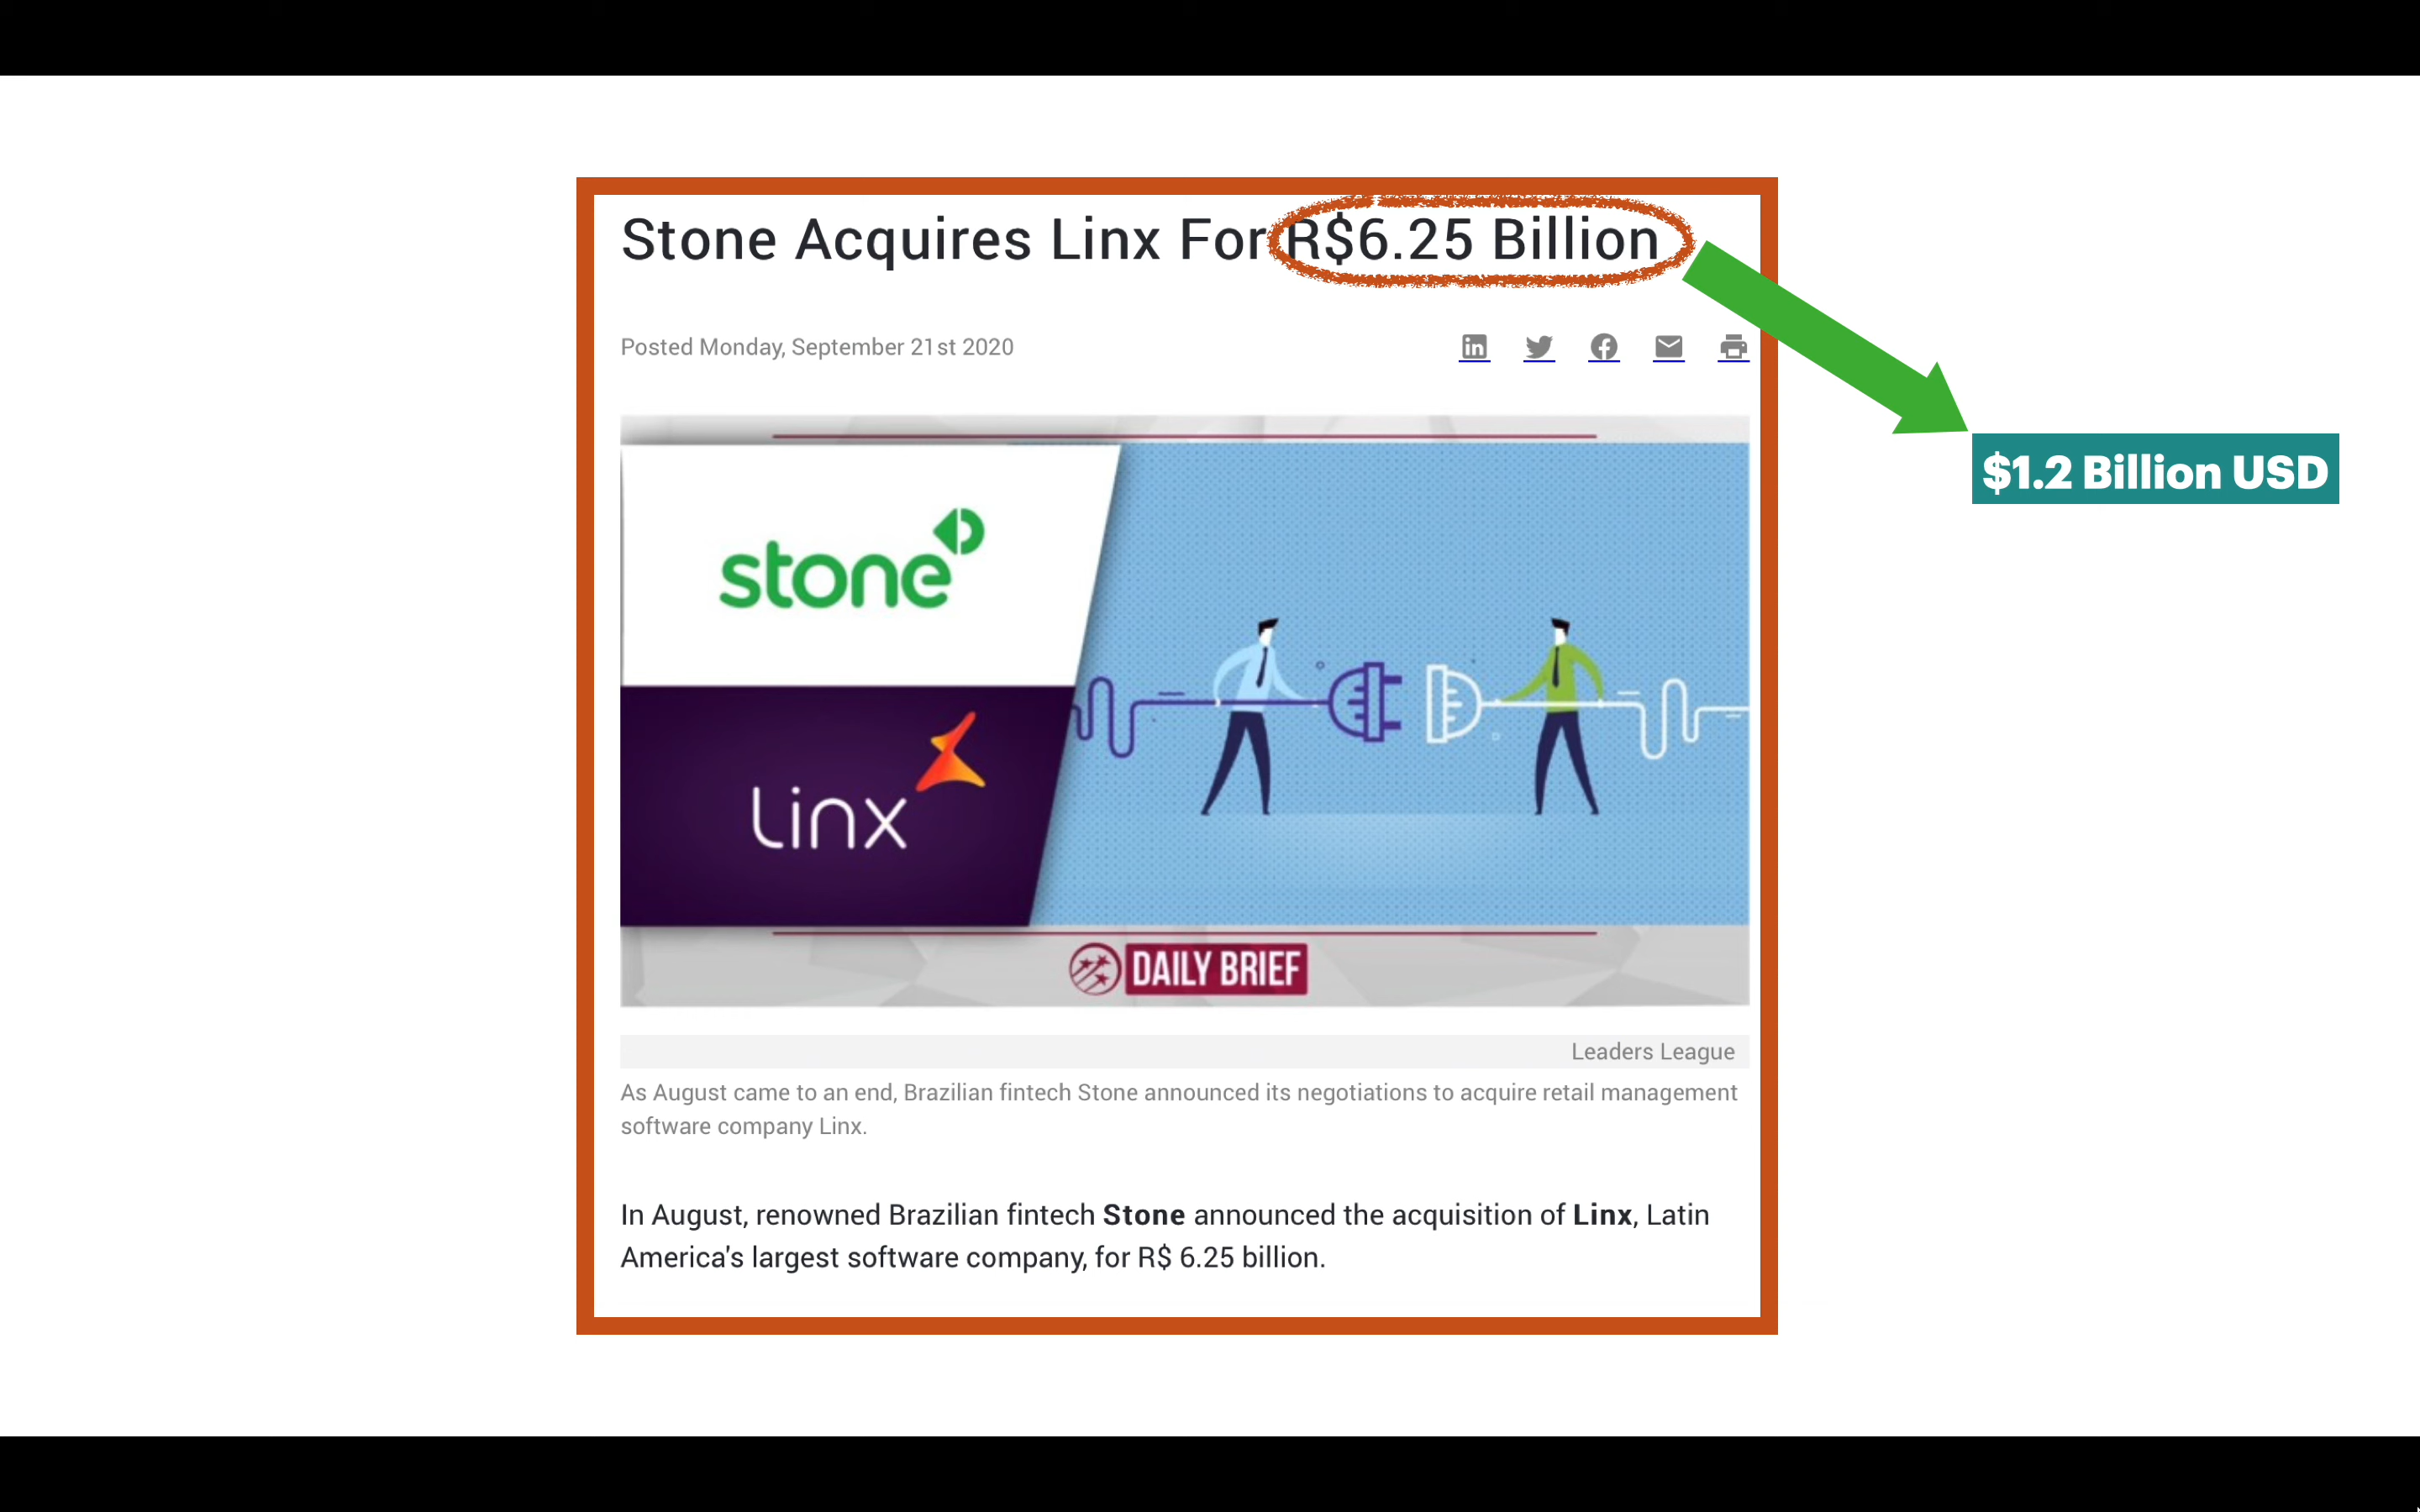 Stone Acquires Linx For R$6.25 Billion
Posted Monday, September 21st 2020
$1.2 Billion USD
stone
linx
DAILY BRIEF
Leaders League
As August came to an end, Brazilian fintech Stone announced its negotiations to acquire retail management
software company Linx.
In August, renowned Brazilian fintech Stone announced the acquisition of Linx, Latin
America's largest software company, for R$ 6.25 billion.